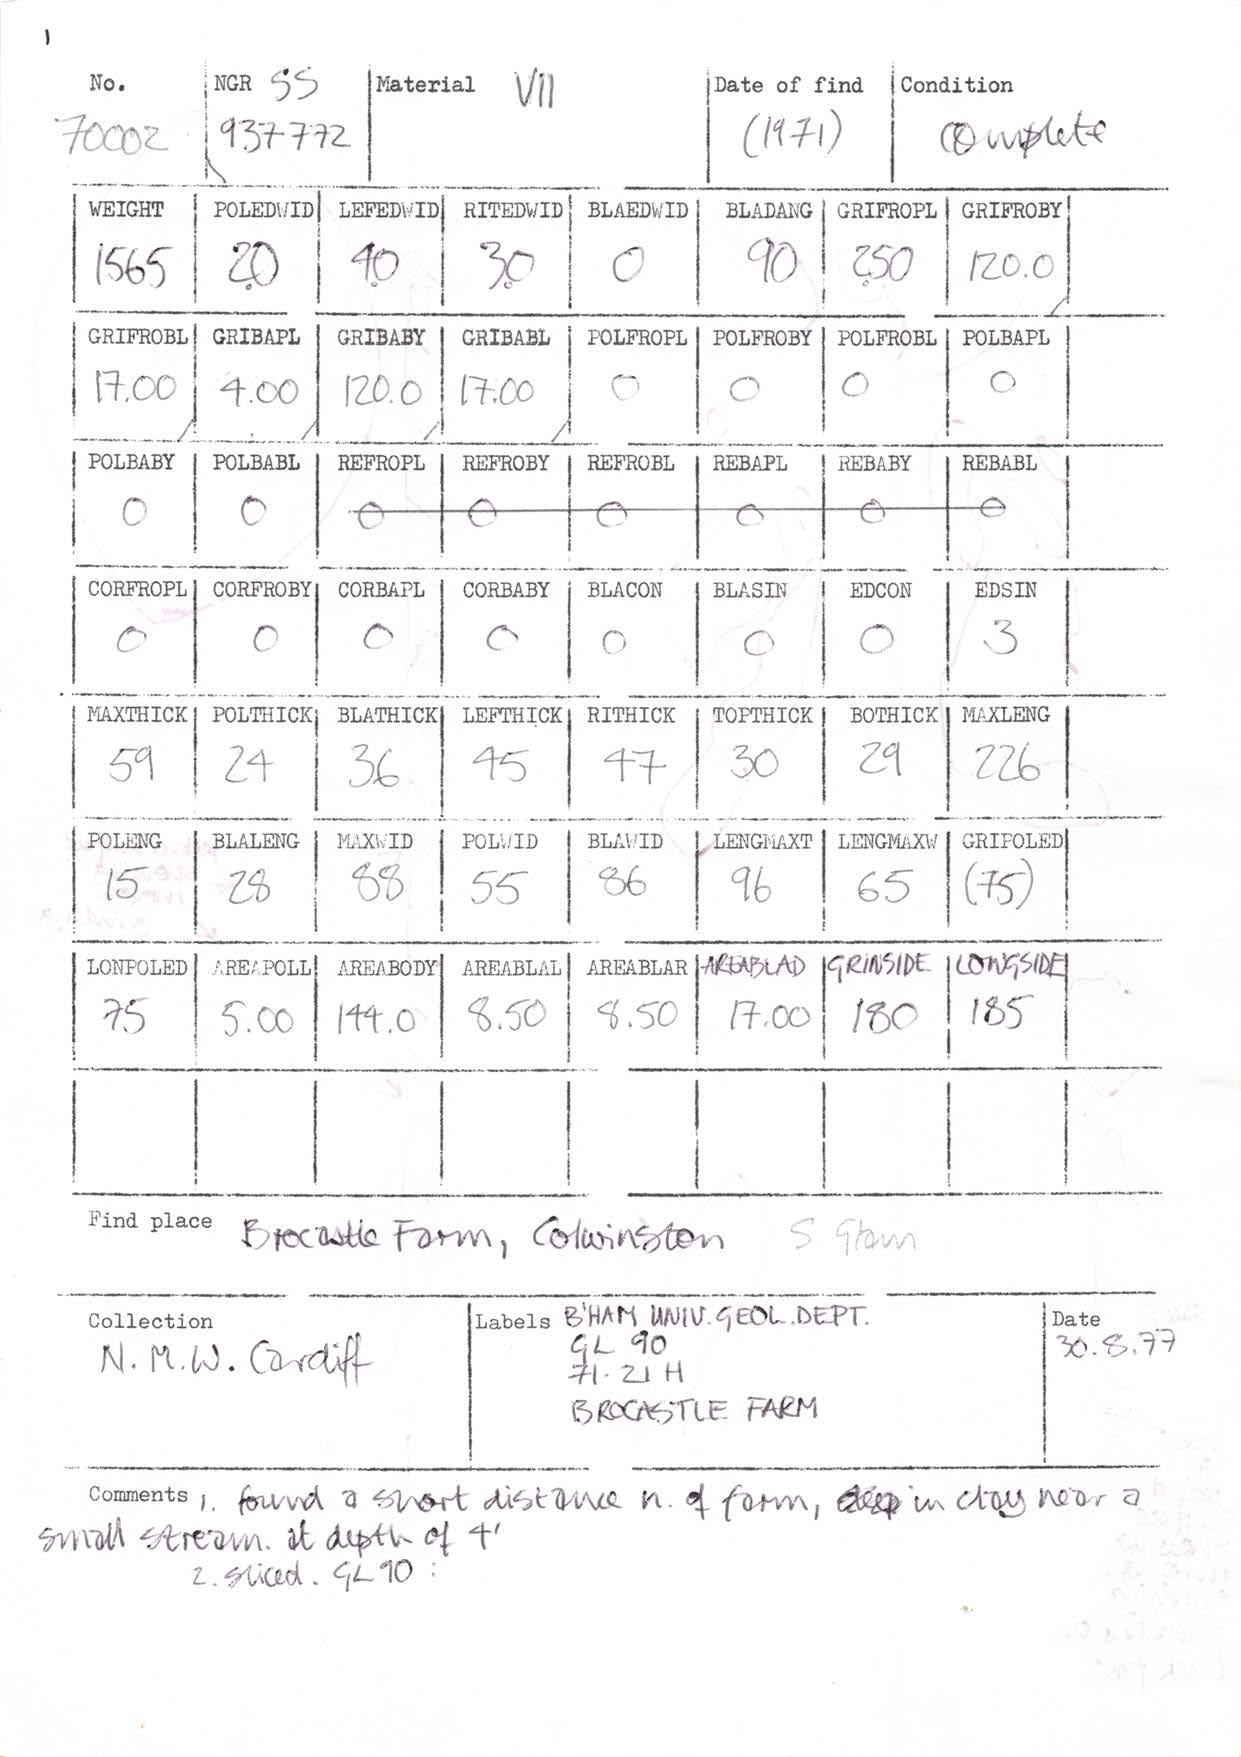 1
No. NGR SS Material VII Date of find Condition
70002 937772 (1971) Complete
WEIGHT POLEDWID LEFEDWID RITEDWID BLAEDWID BLADANG GRIFROPL GRIFROBY
1565 2.0 4.0 3.0 0 90 2.50 120.0
GRIFROBL GRIBAPL GRIBABY GRIBABL POLFROPL POLFROBY POLFROBL POLBAPL
17.00 4.00 120.0 17.00 0 0 0 0
POLBABY POLBABL REFROPL REFROBY REFROBL REBAPL REBABY REBABL
0 0 0 0 0 0 0 0
CORFROPL CORFROBY CORBAPL CORBABY BLACON BLASIN EDCON EDSIN
0 0 0 0 0 0 0 3
MAXTHICK POLTHICK BLATHICK LEFTHICK RITHICK TOPTHICK BOTHICK MAXLENG
59 24 36 45 47 30 29 226
POLENG BLALENG MAXWID POLWID BLAWID LENGMAXT LENGMAXW GRIPOLED
15 28 88 55 86 96 65 (75)
LONPOLED AREAPOLL AREABODY AREABLAL AREABLAR AREABLAD GRINSIDE LONGSIDE
75 5.00 144.0 8.50 8.50 17.00 180 185
Find place Brocastle Farm, Colwinston S Glam
Collection Labels B'HAM UNIV. GEOL. DEPT. Date
N.M.W. Cardiff GL 90 30.8.77
71.21H
BROCASTLE FARM
Comments 1. found a short distance n. of farm, in clay near a
small stream. at depth of 4'
2. sliced. GL90 :